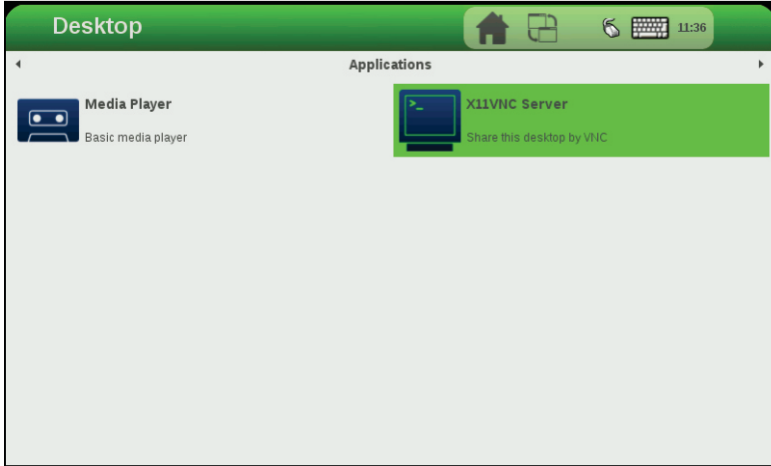 Desktop
11:36
Applications
Media Player
Basic media player
>_
X11VNC Server
Share this desktop by VNC